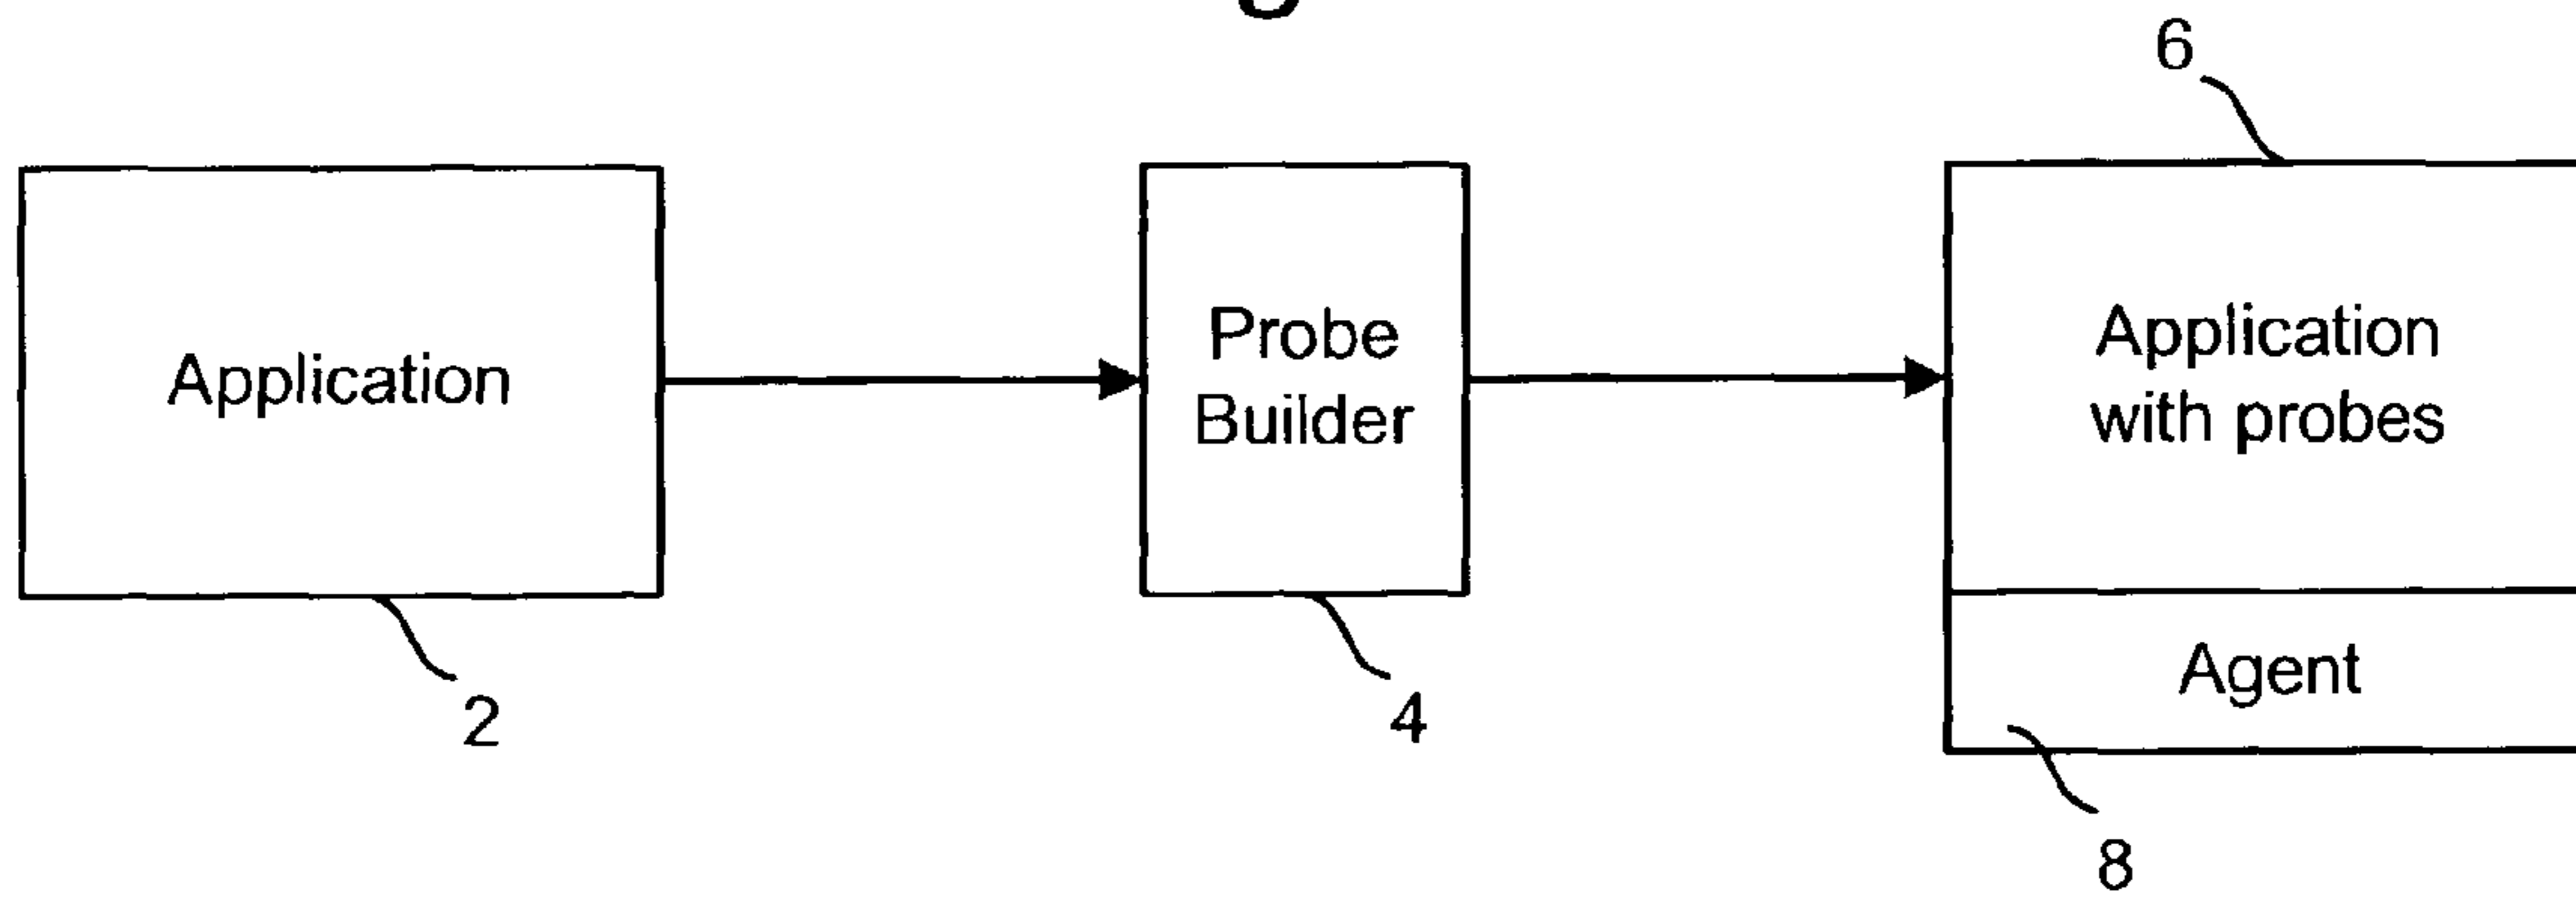 6
Application
Probe
Builder
Application
with probes
Agent
2
4
8